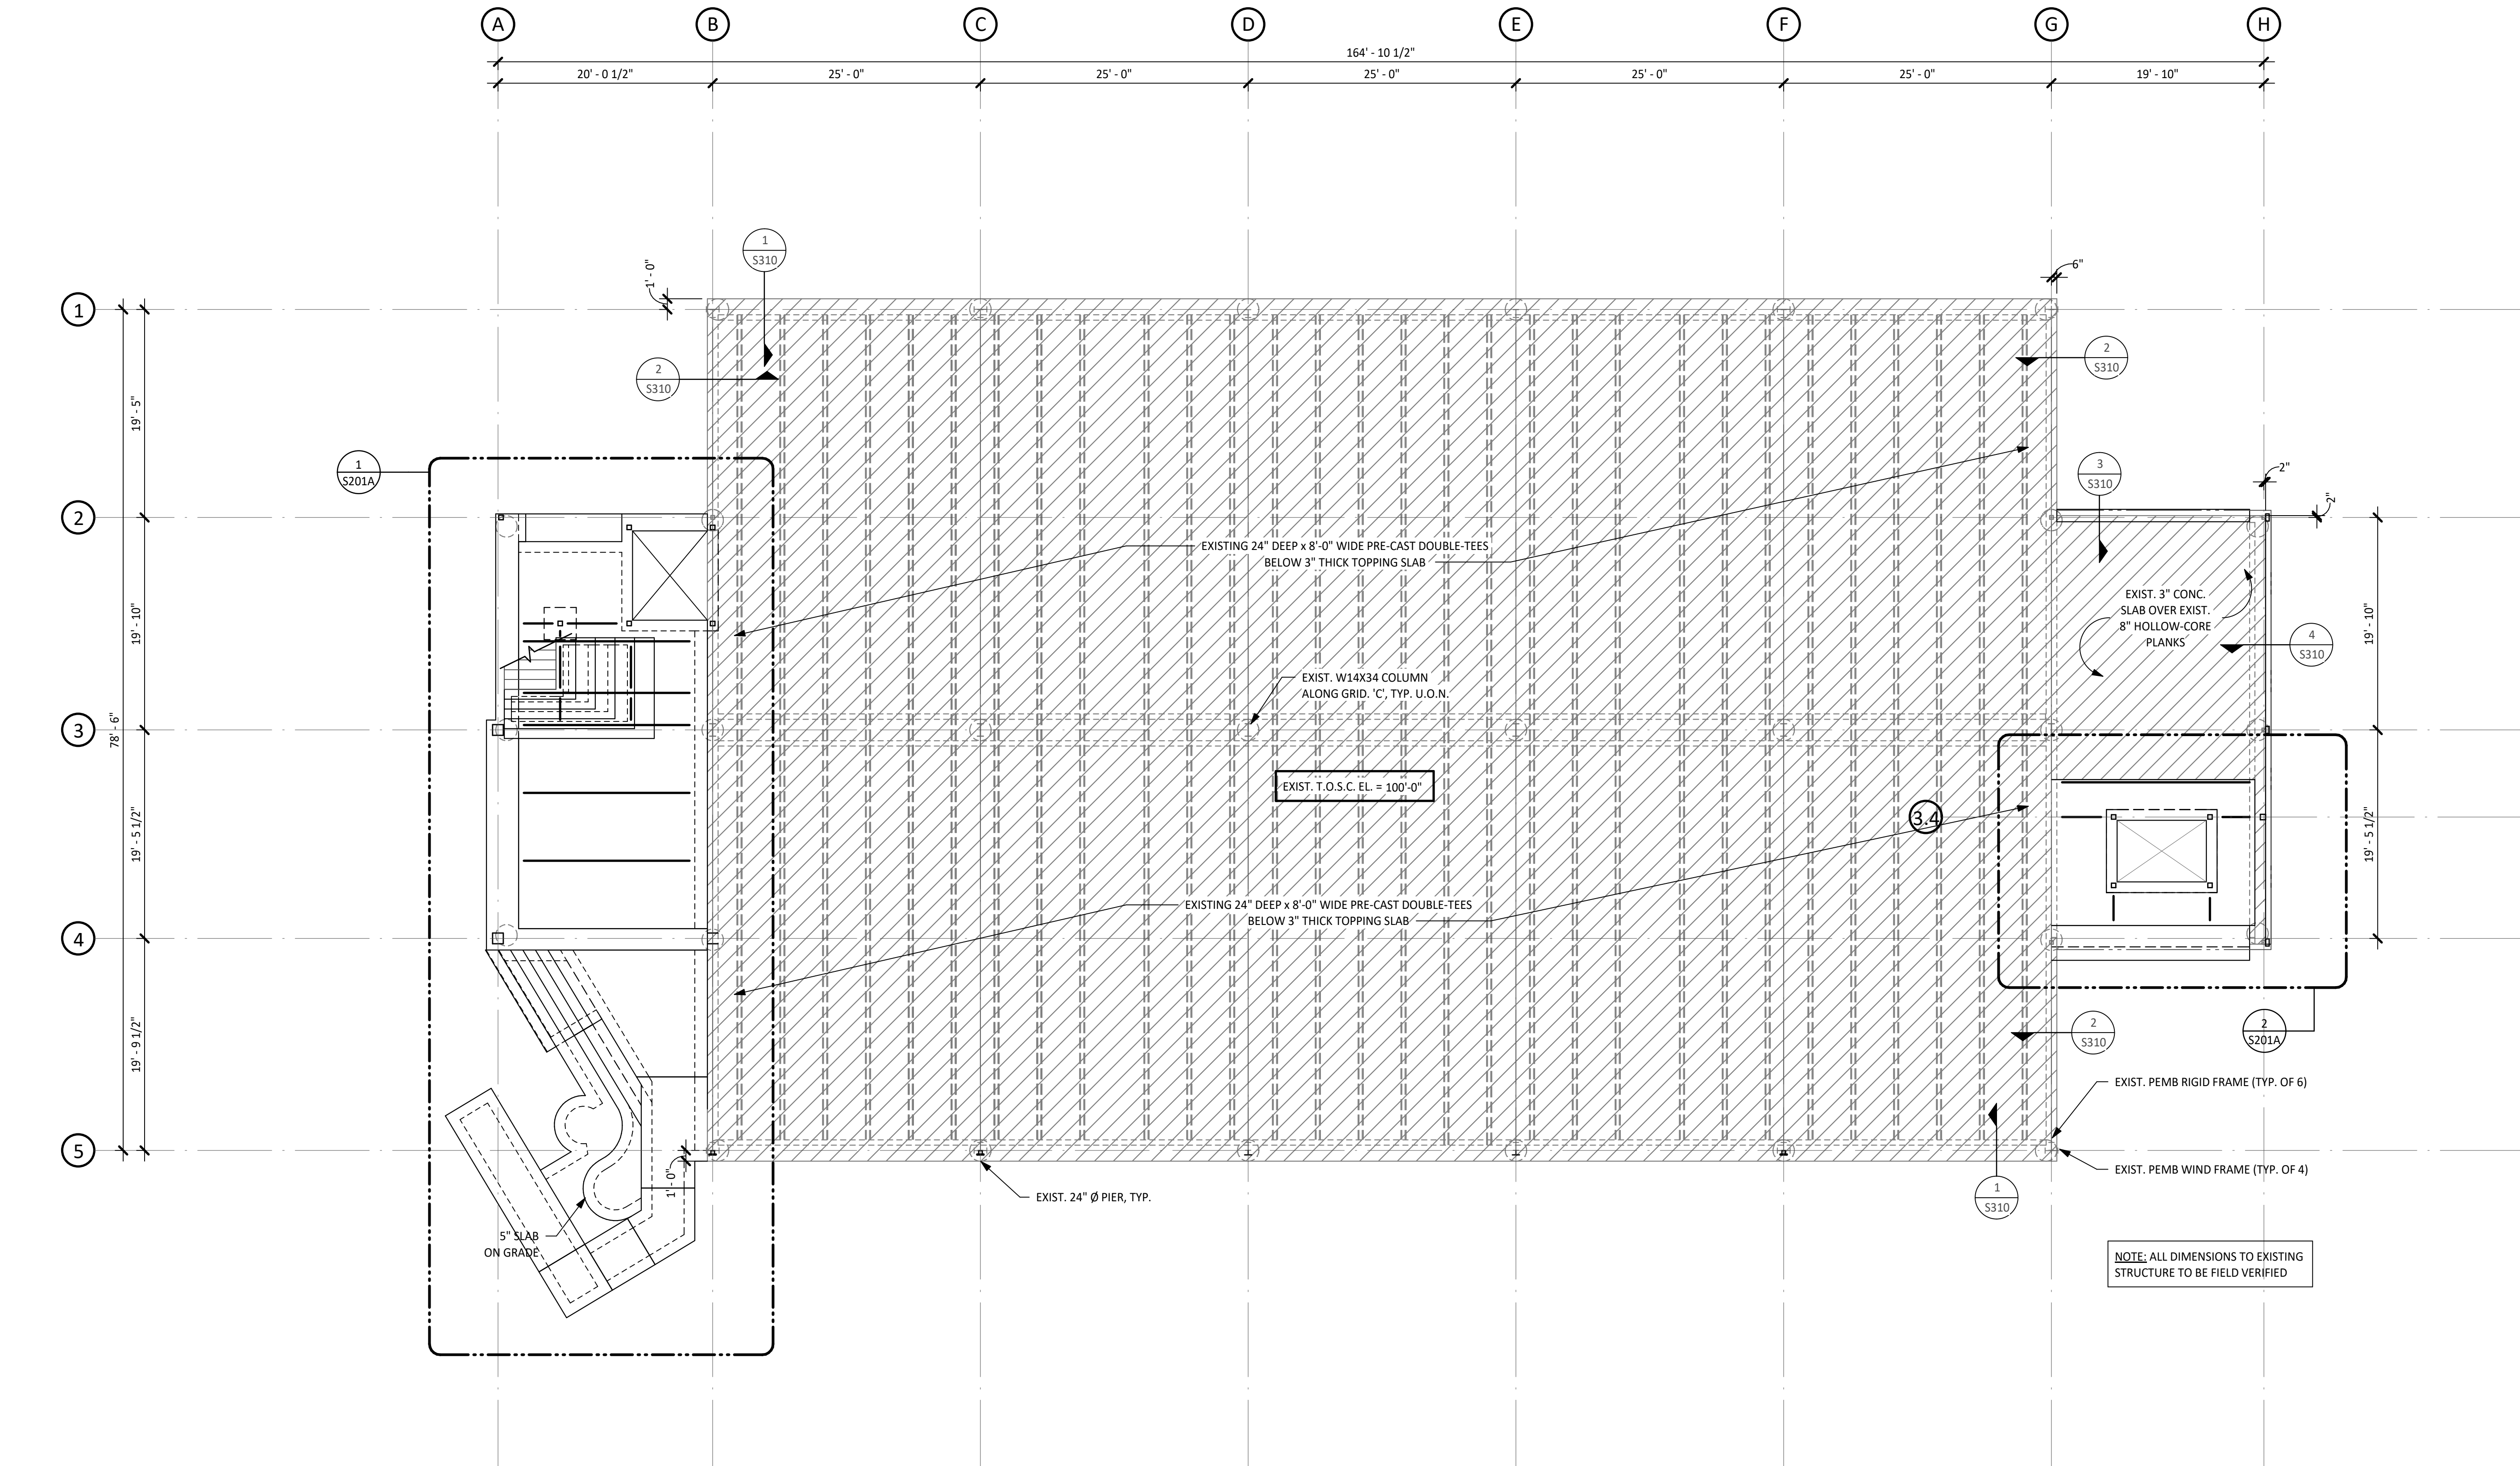 A
B
C
D
E
F
G
H
164' - 10 1/2"
20' - 0 1/2"
25' - 0"
25' - 0"
25' - 0"
25' - 0"
25' - 0"
19' - 10"
1
S310
1' - 0"
6"
1
2
S310
2
S310
19' - 5"
1
S201A
3
S310
2"
2"
2
EXISTING 24" DEEP x 8'-0" WIDE PRE-CAST DOUBLE-TEES
BELOW 3" THICK TOPPING SLAB
EXIST. 3" CONC.
SLAB OVER EXIST.
8" HOLLOW-CORE
PLANKS
19' - 10"
19' - 10"
4
S310
EXIST. W14X34 COLUMN
ALONG GRID. 'C', TYP. U.O.N.
3
78' - 6"
EXIST. T.O.S.C. EL. = 100'-0"
3.4
19' - 5 1/2"
19' - 5 1/2"
EXISTING 24" DEEP x 8'-0" WIDE PRE-CAST DOUBLE-TEES
BELOW 3" THICK TOPPING SLAB
4
2
S310
2
S201A
19' - 9 1/2"
EXIST. PEMB RIGID FRAME (TYP. OF 6)
5
1' - 0"
EXIST. PEMB WIND FRAME (TYP. OF 4)
EXIST. 24" Ø PIER, TYP.
1
S310
5" SLAB
ON GRADE
NOTE: ALL DIMENSIONS TO EXISTING
STRUCTURE TO BE FIELD VERIFIED